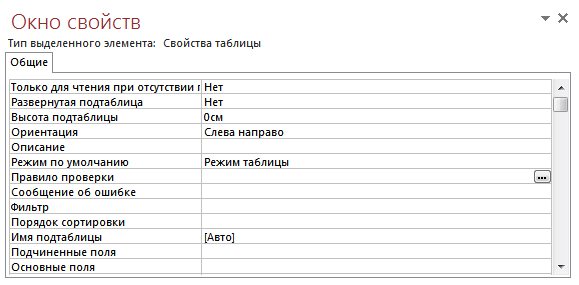 Окно свойств
Тип выделенного элемента: Свойства таблицы
Общие
Только для чтения при отсутствии Нет
Развернутая подтаблица Нет
Высота подтаблицы 0см
Ориентация Слева направо
Описание
Режим по умолчанию Режим таблицы
Правило проверки ...
Сообщение об ошибке
Фильтр
Порядок сортировки
Имя подтаблицы [Авто]
Подчиненные поля
Основные поля